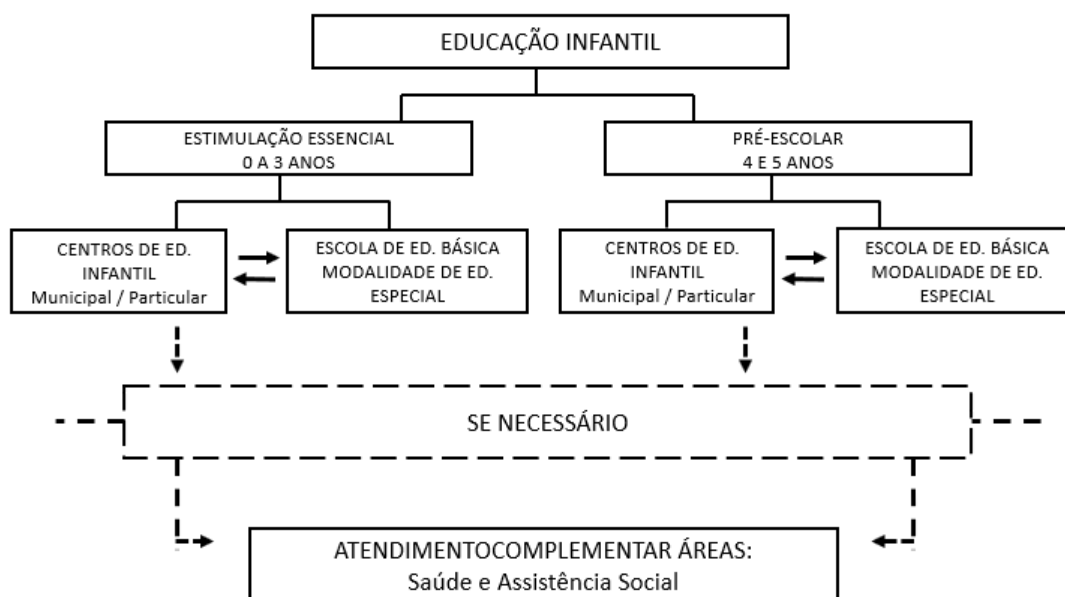 EDUCAÇÃO INFANTIL
ESTIMULAÇÃO ESSENCIAL
0 A 3 ANOS
PRÉ-ESCOLAR
4 E 5 ANOS
CENTROS DE ED.
INFANTIL
Municipal / Particular
ESCOLA DE ED. BÁSICA
MODALIDADE DE ED.
ESPECIAL
CENTROS DE ED.
INFANTIL
Municipal / Particular
ESCOLA DE ED. BÁSICA
MODALIDADE DE ED.
ESPECIAL
SE NECESSÁRIO
ATENDIMENTOCOMPLEMENTAR ÁREAS:
Saúde e Assistência Social